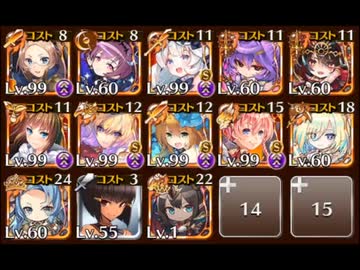 コスト 8 コスト 8 コスト 11 コスト 11 コスト 11
Lv.99 Lv.60 S Lv.99 Lv.60 Lv.60
コスト 11 コスト 12 コスト 12 コスト 15 コスト 18
Lv.99 Lv.99 S Lv.99 S Lv.99 Lv.60
コスト 24 コスト 3 コスト 22
Lv.60 Lv.55 Lv.1 14 15